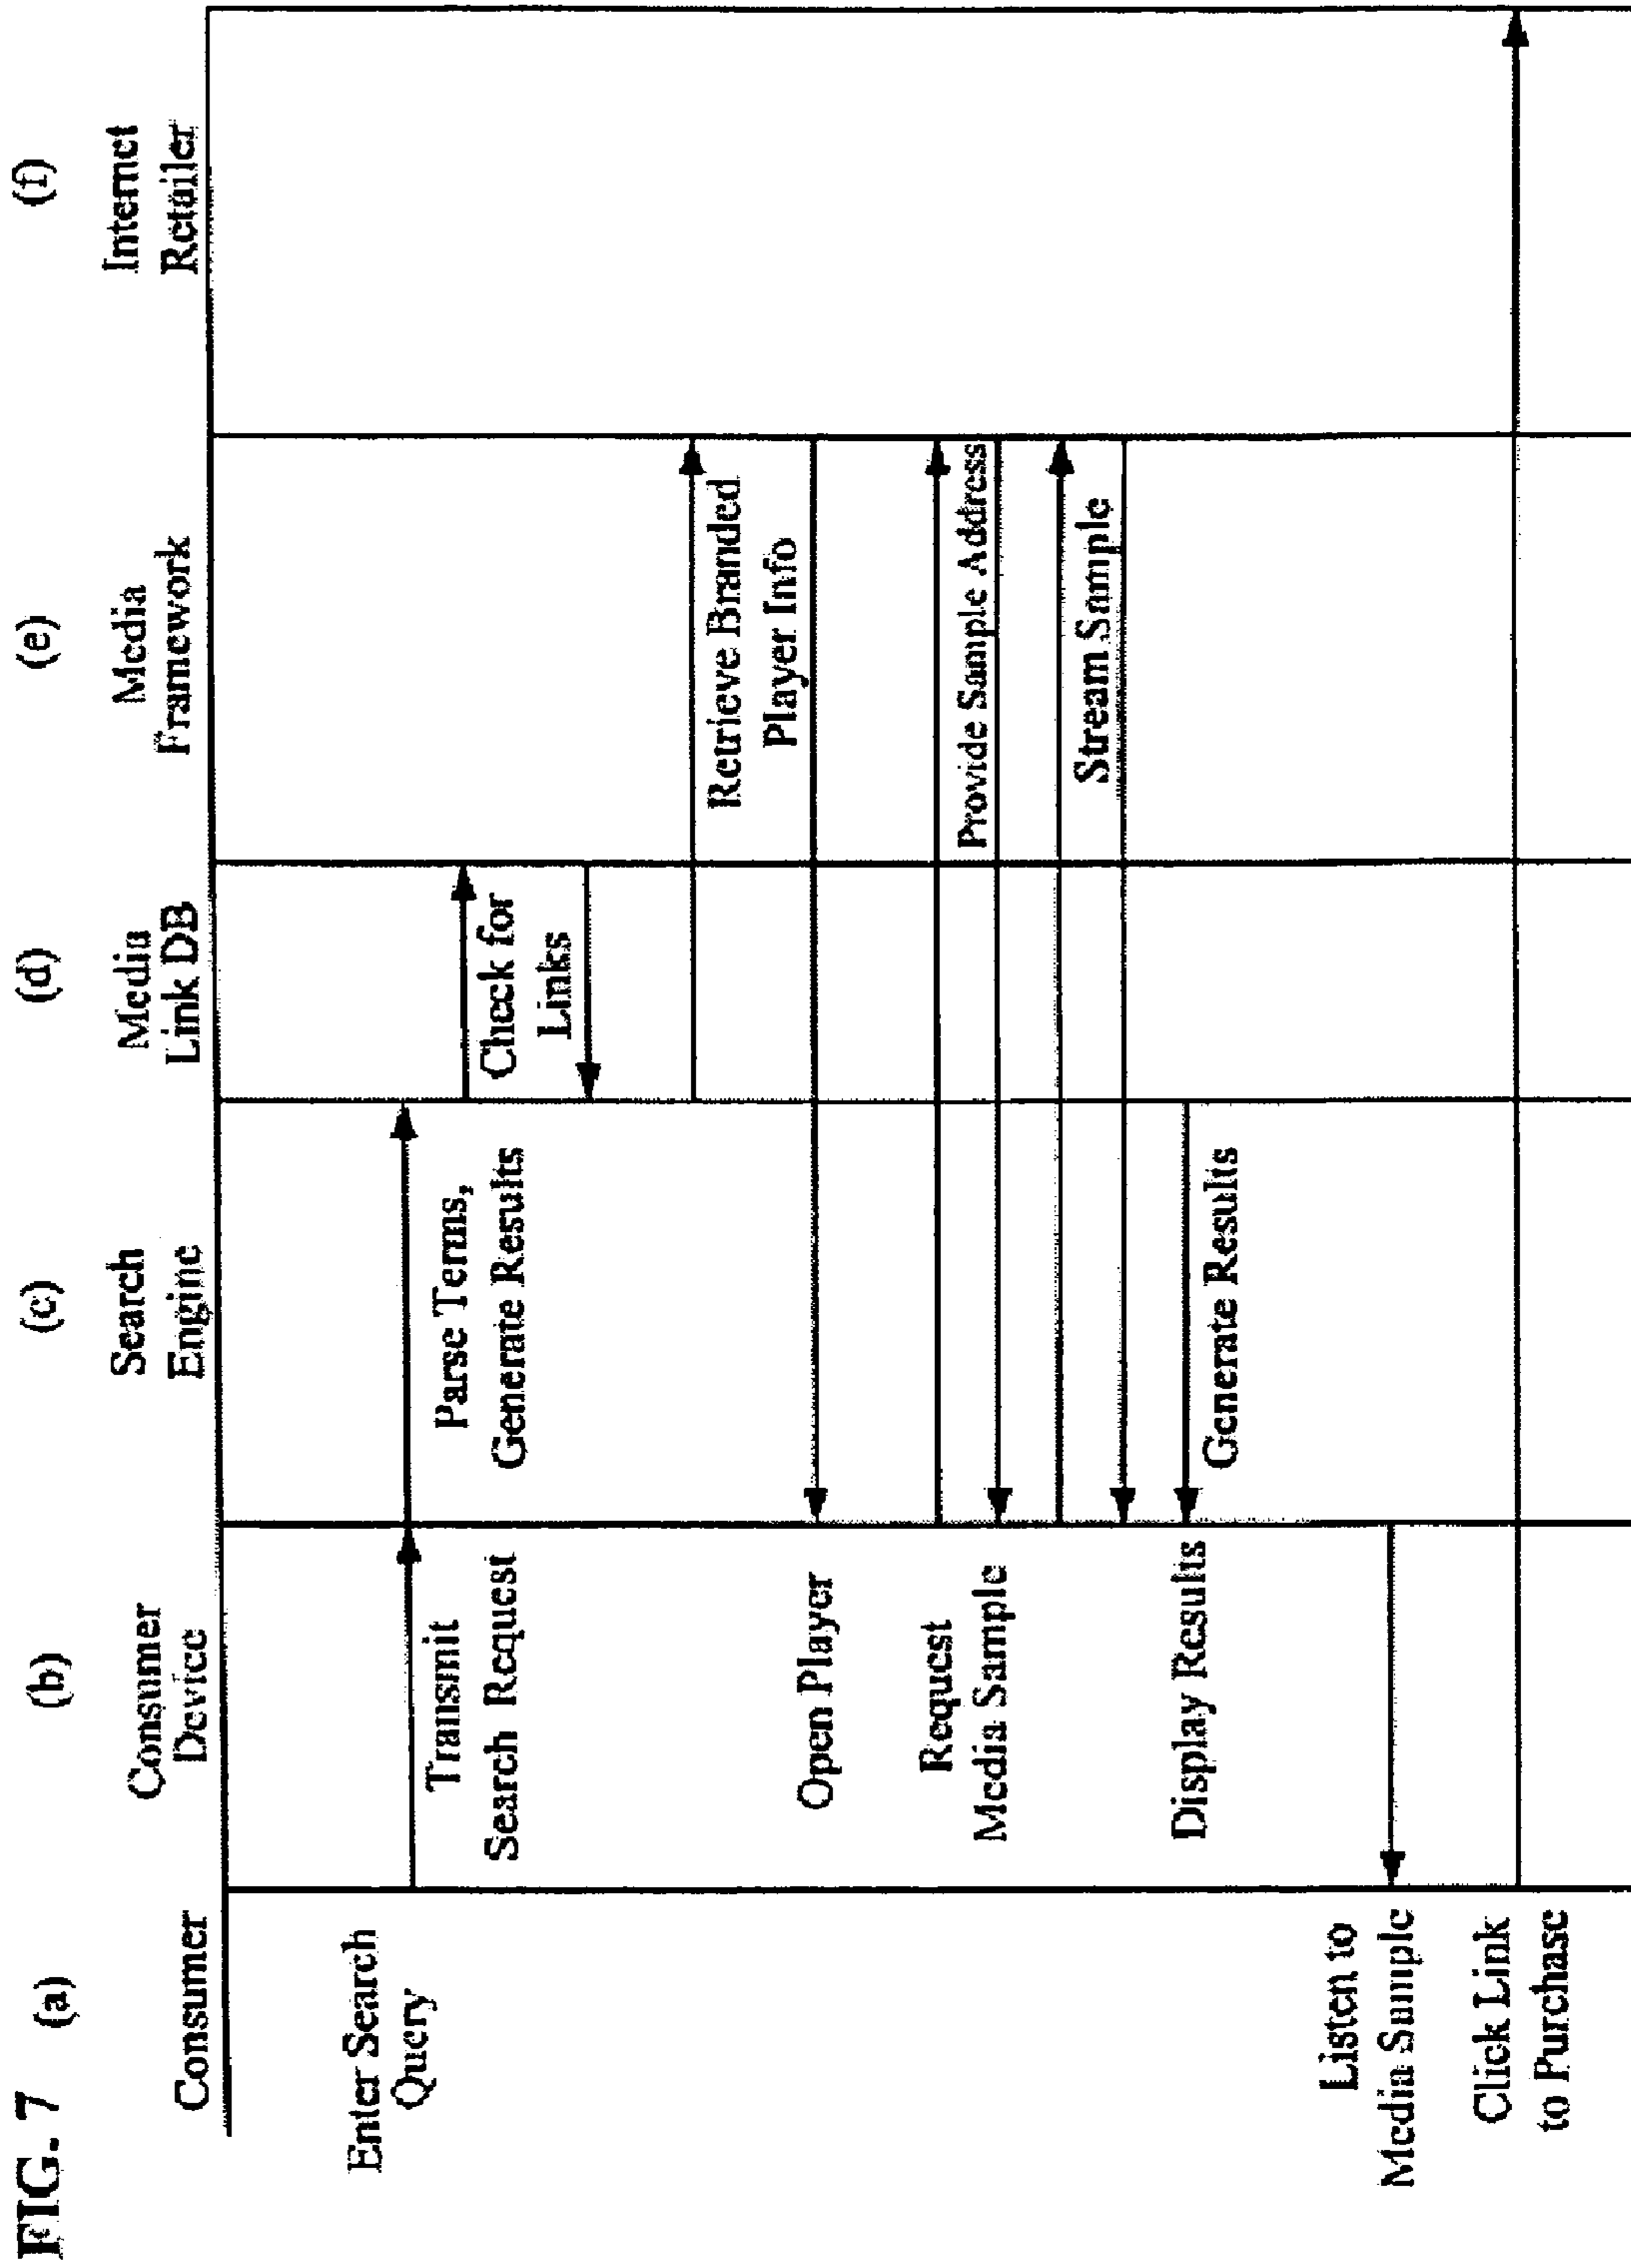 FIG. 7
(a)
(b)
(c)
(d)
(e)
(f)
Consumer
Consumer
Device
Search
Engine
Media
Link DB
Media
Framework
Internet
Retailer
Enter Search
Query
Transmit
Search Request
Parse Terms,
Generate Results
Check for
Links
Retrieve Branded
Player Info
Open Player
Request
Media Sample
Provide Sample Address
Stream Sample
Display Results
Generate Results
Listen to
Media Sample
Click Link
to Purchase